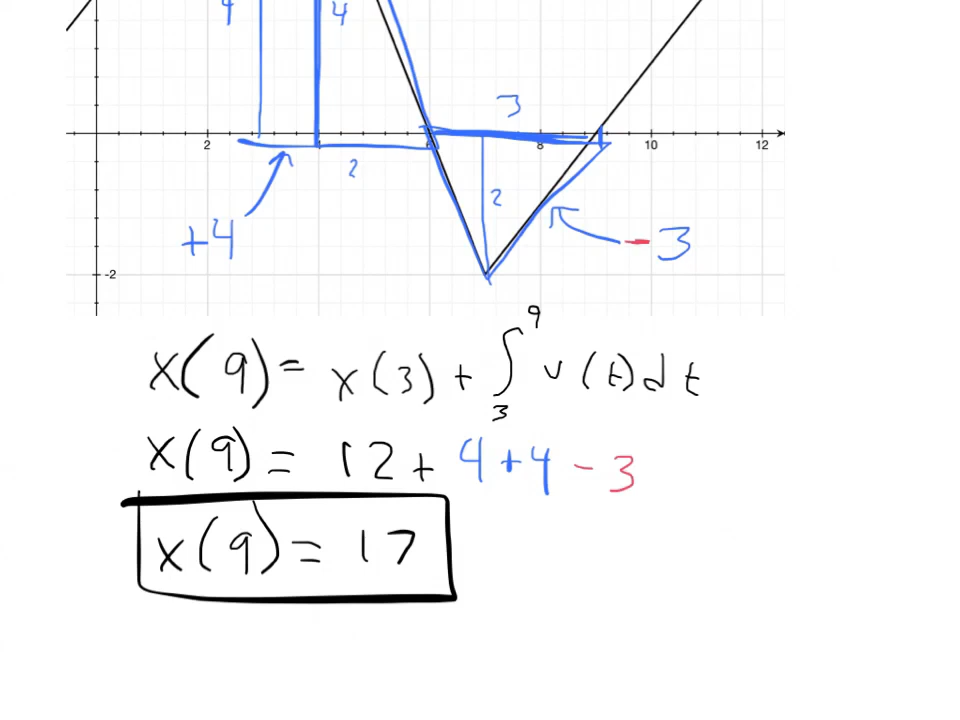 4 4
3
2 4 6 8 10 12
2
2
+4
- 3
-2
x(9) = x(3) + ∫₃⁹ v(t)dt
x(9) = 12 + 4 + 4 - 3
x(9) = 17